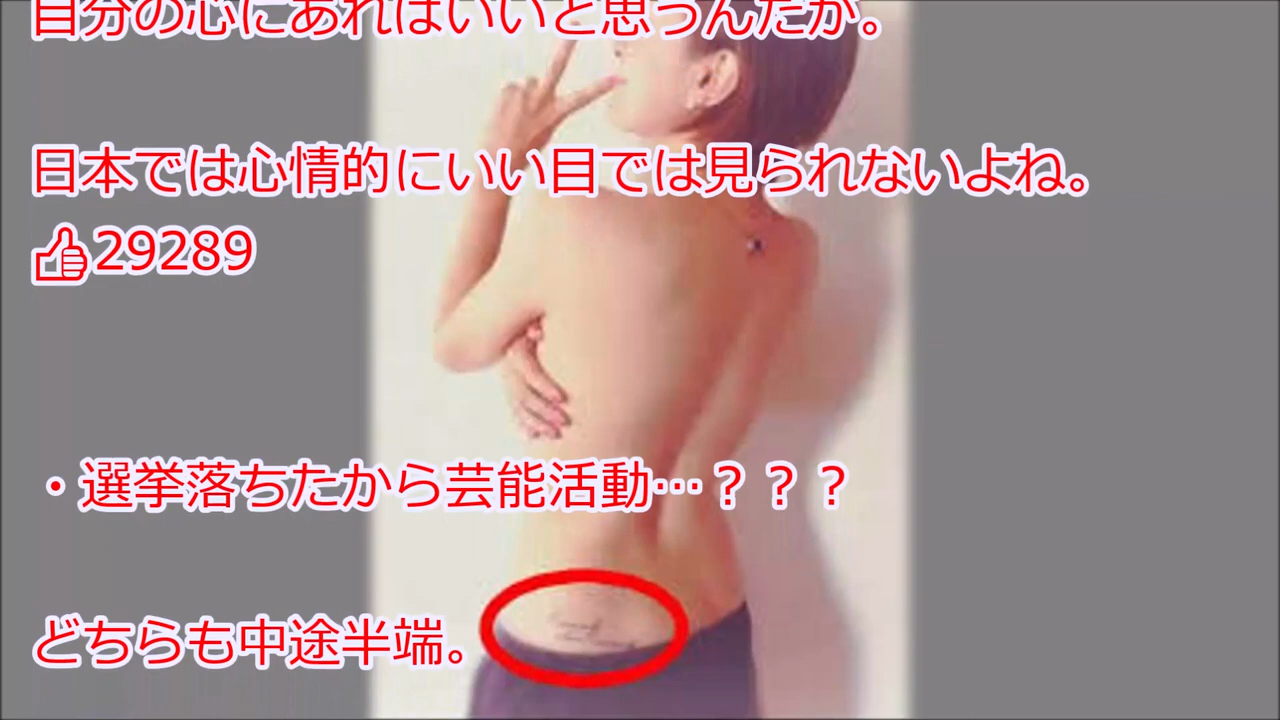 自分の心にあればいいと思うんだが。
日本では心情的にいい目では見られないよね。
👍29289
・選挙落ちたから芸能活動…？？？
どちらも中途半端。